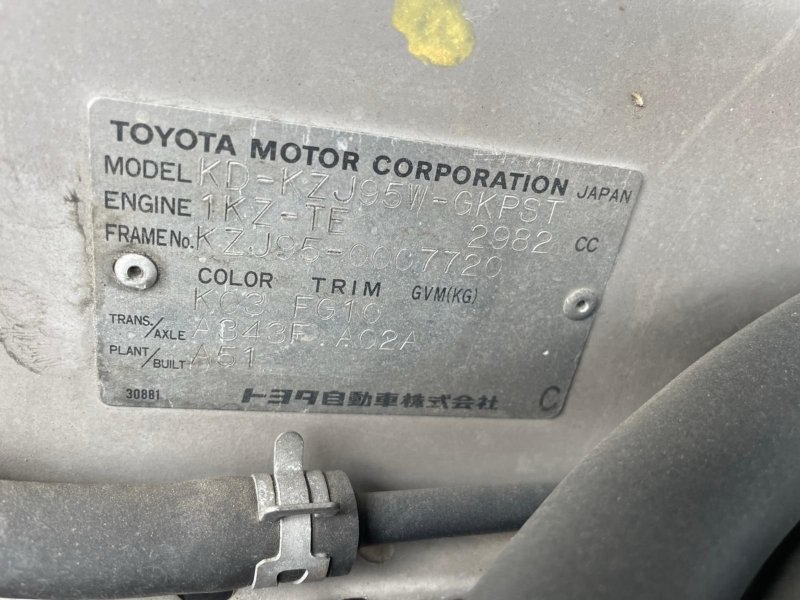 TOYOTA MOTOR CORPORATION JAPAN
MODEL KD-KZJ95W-GKPST
ENGINE 1KZ-TE 2982 CC
FRAME No. KZJ95-0007720
COLOR TRIM GVM(KG)
KC3 FG10
TRANS./AXLE A343F A02A
PLANT/BUILT A51
30881 トヨタ自動車株式会社 C